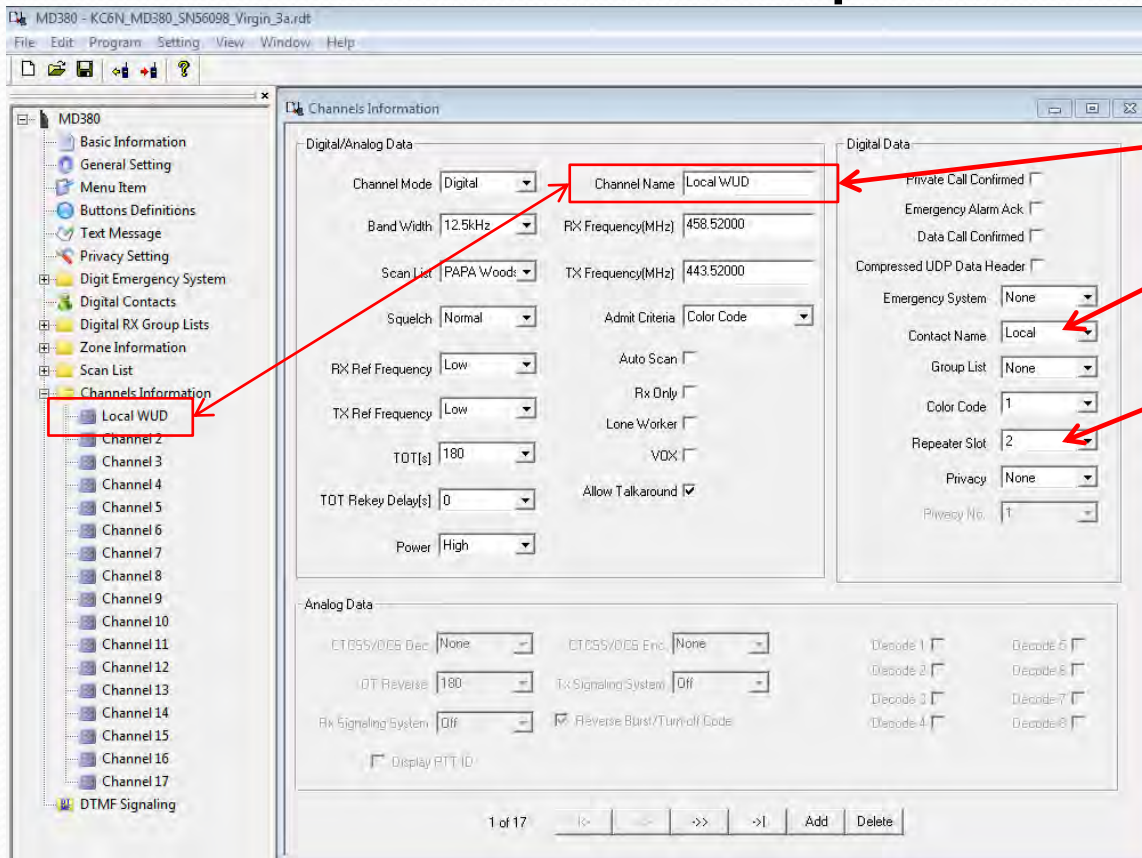 MD380 - KC6N_MD380_SN56098_Virgin_3a.rdt
File Edit Program Setting View Window Help
MD380
Basic Information
General Setting
Menu Item
Buttons Definitions
Text Message
Privacy Setting
Digit Emergency System
Digital Contacts
Digital RX Group Lists
Zone Information
Scan List
Channels Information
Local WUD
Channel 2
Channel 3
Channel 4
Channel 5
Channel 6
Channel 7
Channel 8
Channel 9
Channel 10
Channel 11
Channel 12
Channel 13
Channel 14
Channel 15
Channel 16
Channel 17
DTMF Signaling
Channels Information
Digital/Analog Data
Channel Mode Digital
Band Width 12.5kHz
Scan List PAPA Woods
Squelch Normal
RX Ref Frequency Low
TX Ref Frequency Low
TOT[s] 180
TOT Rekey Delay[s] 0
Power High
Channel Name Local WUD
RX Frequency(MHz) 458.52000
TX Frequency(MHz) 443.52000
Admit Criteria Color Code
Auto Scan
Rx Only
Lone Worker
VOX
Allow Talkaround
Digital Data
Private Call Confirmed
Emergency Alarm Ack
Data Call Confirmed
Compressed UDP Data Header
Emergency System None
Contact Name Local
Group List None
Color Code 1
Repeater Slot 2
Privacy None
Privacy No. 1
Analog Data
CTCSS/DCS Dec None
QT Reverse 180
Rx Signaling System Off
Display PTT ID
CTCSS/DCS Enc None
Tx Signaling System Off
Reverse Burst/Turn-off Code
Decode 1
Decode 2
Decode 3
Decode 4
Decode 5
Decode 6
Decode 7
Decode 8
1 of 17 |<- <<- ->> ->| Add Delete